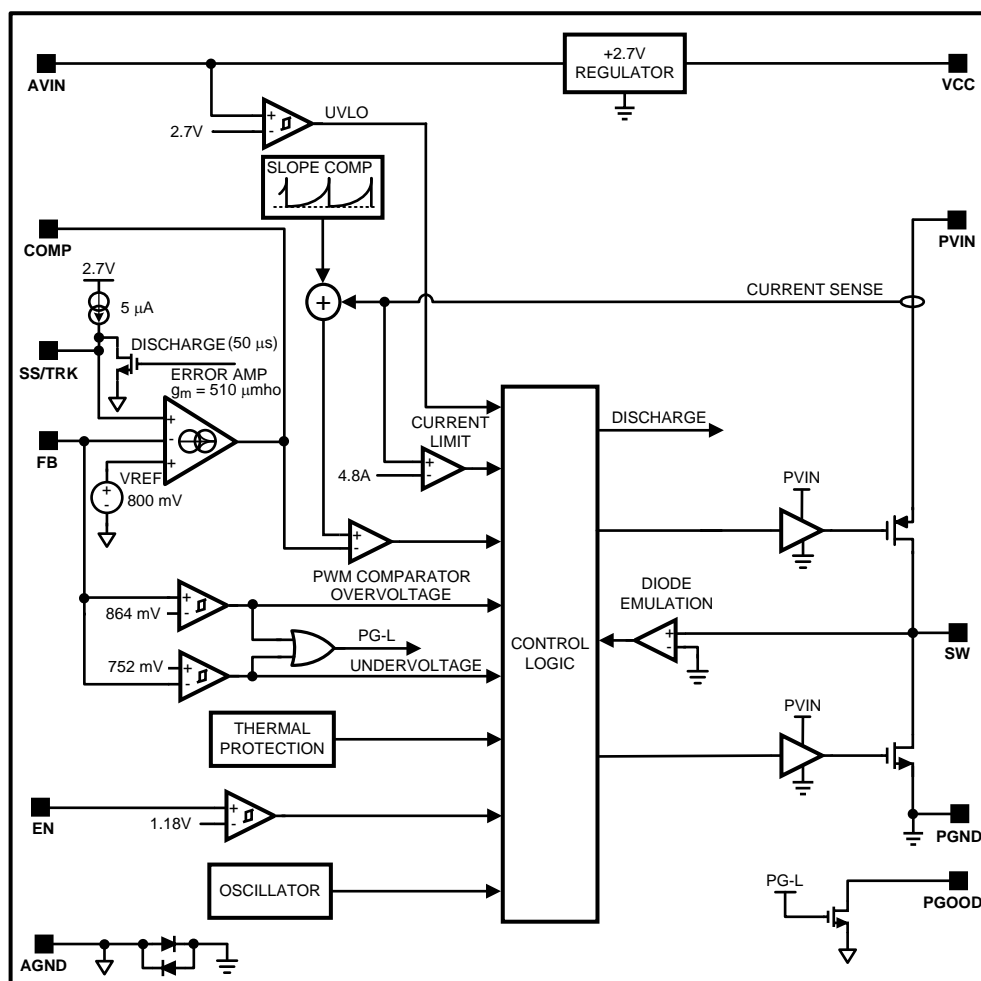 +2.7V
REGULATOR
AVIN
VCC
UVLO
+
-
2.7V
SLOPE COMP
COMP
PVIN
2.7V
5 μA
+
CURRENT SENSE
DISCHARGE (50 μs)
SS/TRK
ERROR AMP
gm = 510 μmho
+
-
+
FB
VREF
800 mV
+
-
CURRENT
LIMIT
+
-
4.8A
DISCHARGE
PVIN
+
-
PWM COMPARATOR
OVERVOLTAGE
+
-
864 mV
DIODE
EMULATION
+
-
PG-L
CONTROL
LOGIC
SW
752 mV
+
-
UNDERVOLTAGE
THERMAL
PROTECTION
PVIN
EN
+
-
1.18V
PGND
OSCILLATOR
PG-L
PGOOD
AGND